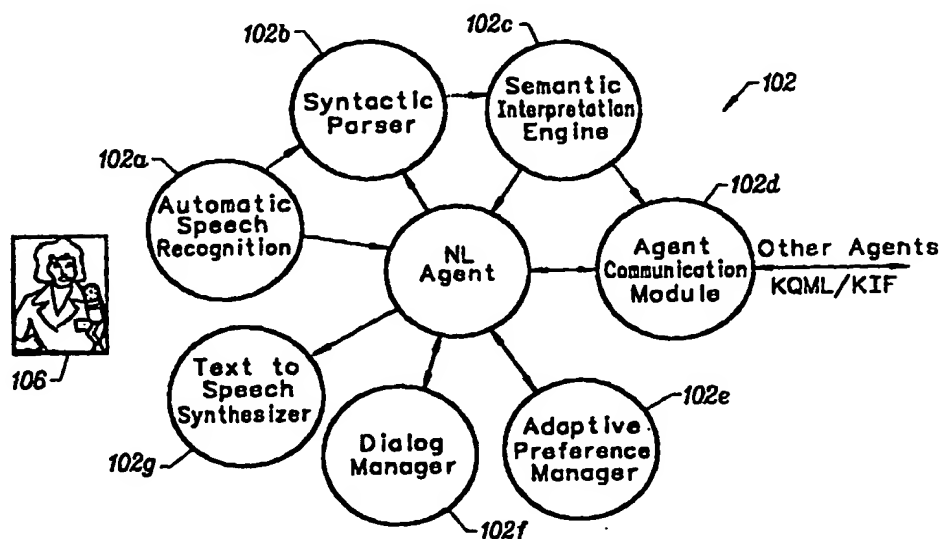 102b
102c
102
Syntactic
Parser
Semantic
Interpretation
Engine
102a
102d
Automatic
Speech
Recognition
NL
Agent
Agent
Communication
Module
Other Agents
KQML/KIF
106
Text to
Speech
Synthesizer
102g
Dialog
Manager
102f
Adaptive
Preference
Manager
102e